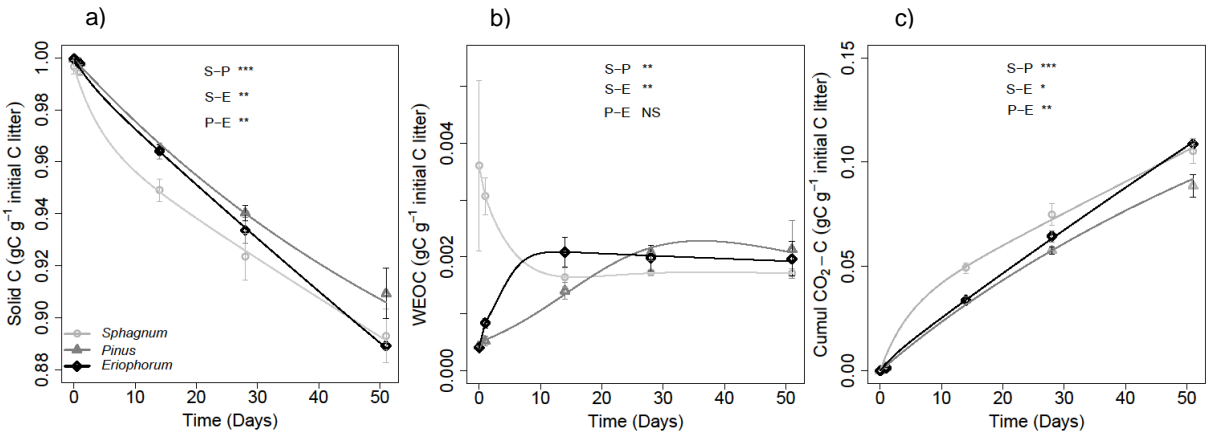 a)
Solid C (gC g⁻¹ initial C litter)
1.00
0.98
0.96
0.94
0.92
0.90
0.88
S−P ***
S−E **
P−E **
Sphagnum
Pinus
Eriophorum
0 10 20 30 40 50
Time (Days)
b)
WEOC (gC g⁻¹ initial C litter)
0.004
0.002
0.000
S−P **
S−E **
P−E NS
0 10 20 30 40 50
Time (Days)
c)
Cumul CO₂−C (gC g⁻¹ initial C litter)
0.15
0.10
0.05
0.00
S−P ***
S−E *
P−E **
0 10 20 30 40 50
Time (Days)